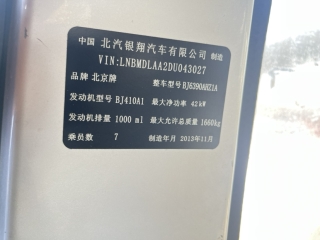 中国 北汽银翔汽车有限公司 制造
VIN:LNBMDLAA2DU043027
品牌 北京牌 整车型号 BJ6390AHZ1A
发动机型号 BJ410A1 最大净功率 42kW
发动机排量 1000 ml 最大允许总质量 1660kg
乘员数 7 制造年月 2013年11月